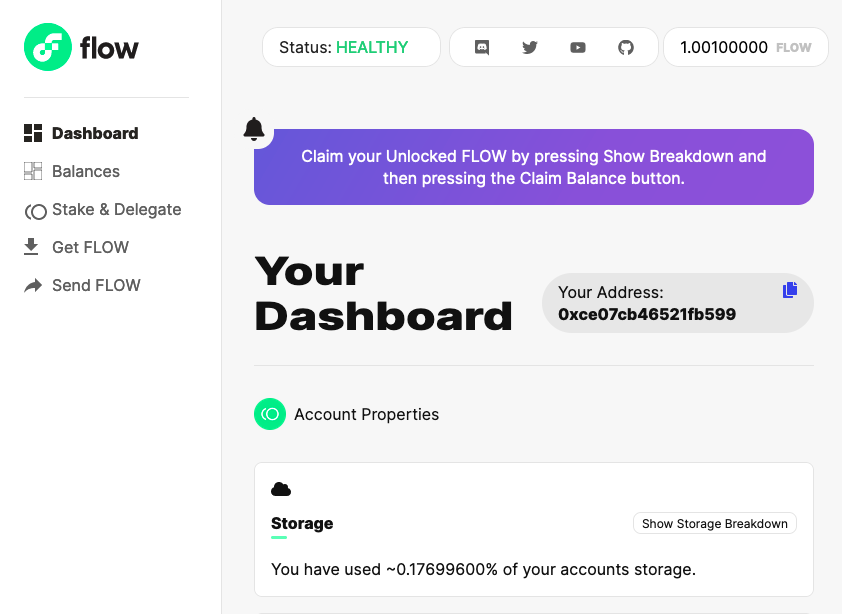 flow
Status: HEALTHY
1.00100000 FLOW
Dashboard
Balances
Stake & Delegate
Get FLOW
Send FLOW
Claim your Unlocked FLOW by pressing Show Breakdown and
then pressing the Claim Balance button.
Your
Dashboard
Your Address:
0xce07cb46521fb599
Account Properties
Storage
Show Storage Breakdown
You have used ~0.17699600% of your accounts storage.